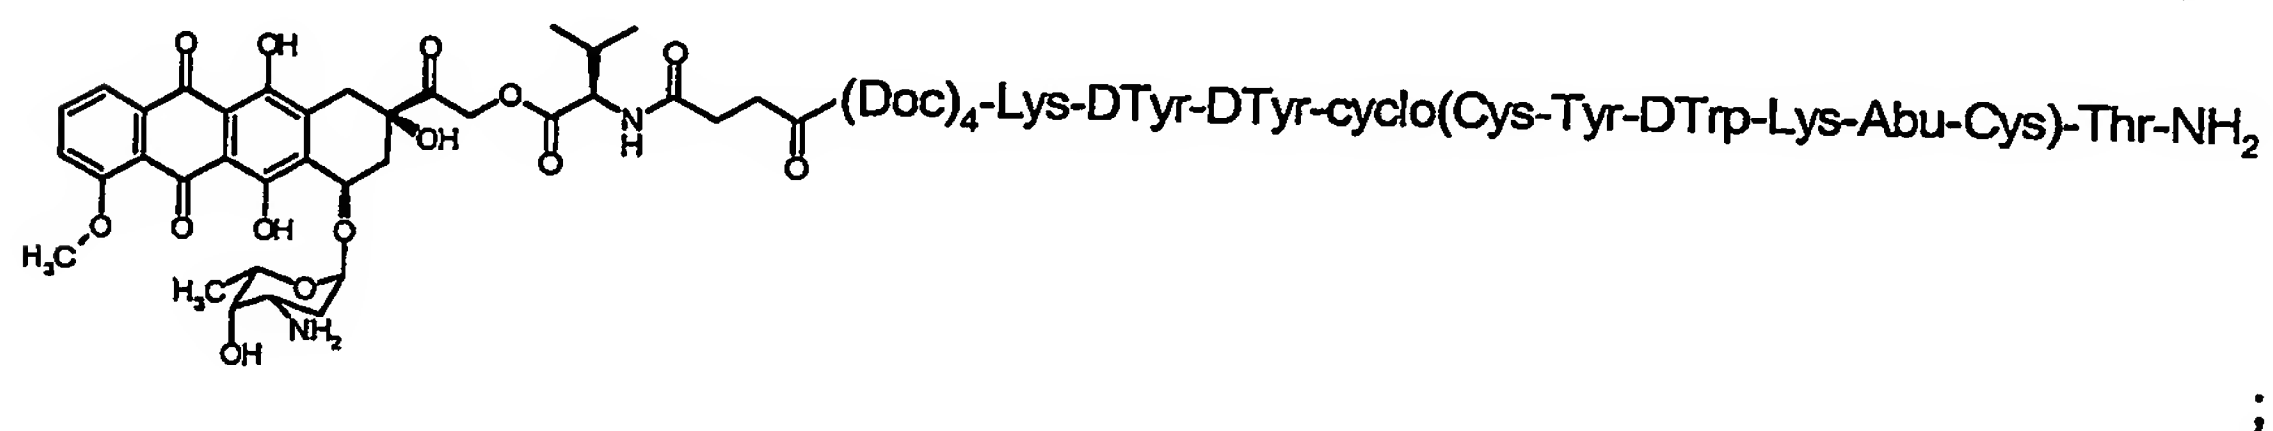 O OH O O
O O (Doc)₄-Lys-DTyr-DTyr-cyclo(Cys-Tyr-DTrp-Lys-Abu-Cys)-Thr-NH₂
OH N
H
O O
O O OH O
H₃C
H₃C O
NH₂
OH
;